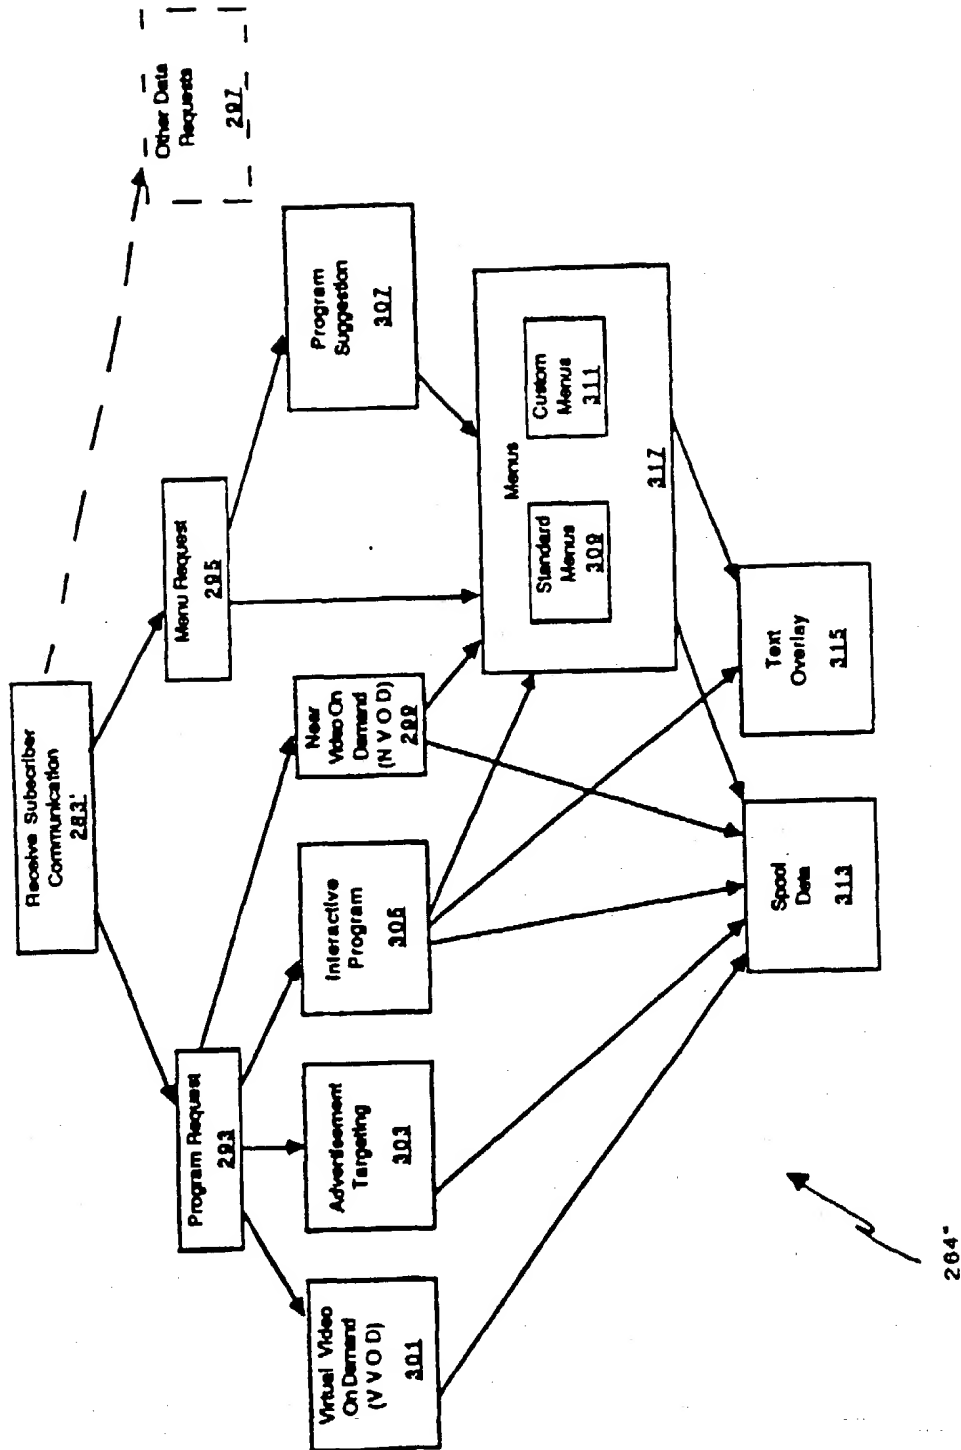 Receive Subscriber
Communication
283'
Other Data
Requests
297
Program Request
293
Menu Request
295
Virtual Video
On Demand
(V V O D)
301
Advertisement
Targeting
303
Interactive
Program
305
Near
Video On
Demand
(N V O D)
299
Program
Suggestion
307
Menus
Standard
Menus
309
Custom
Menus
311
317
Spool
Data
313
Text
Overlay
315
264"